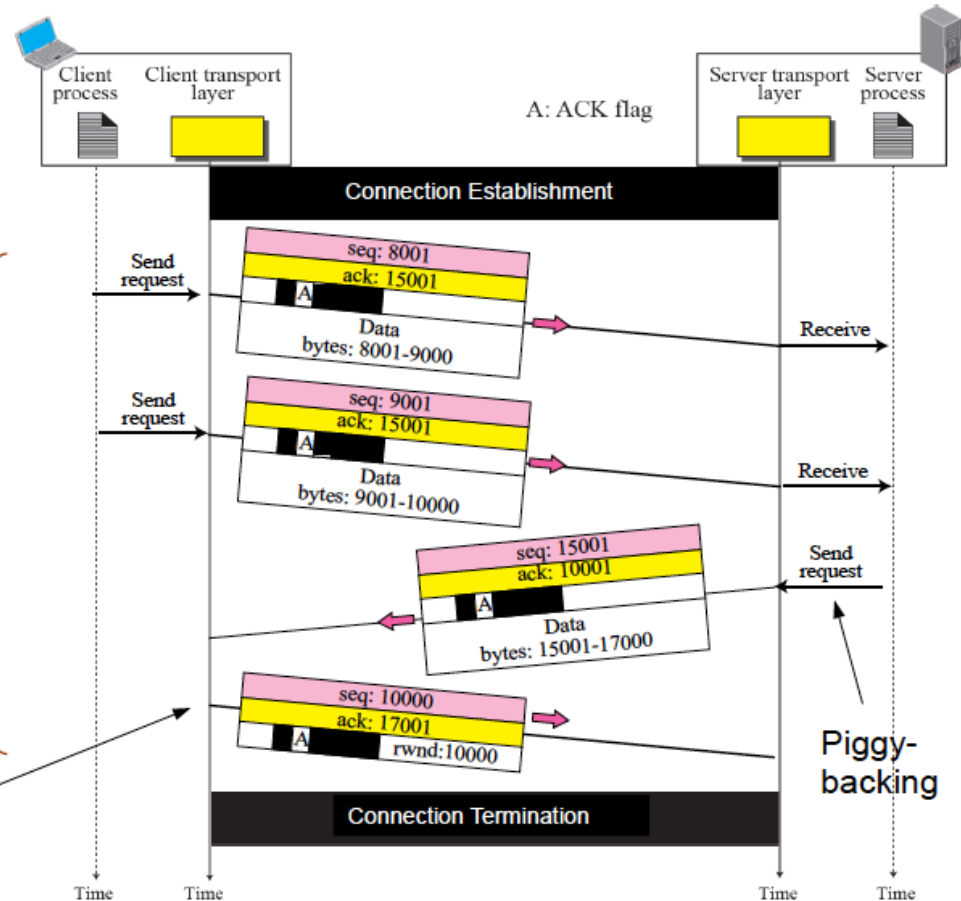 Client process
Client transport layer
A: ACK flag
Server transport layer
Server process
Connection Establishment
Send request
seq: 8001
ack: 15001
A
Data
bytes: 8001-9000
Receive
Send request
seq: 9001
ack: 15001
A
Data
bytes: 9001-10000
Receive
seq: 15001
ack: 10001
A
Data
bytes: 15001-17000
Send request
seq: 10000
ack: 17001
A
rwnd:10000
Piggy-
backing
Connection Termination
Time
Time
Time
Time